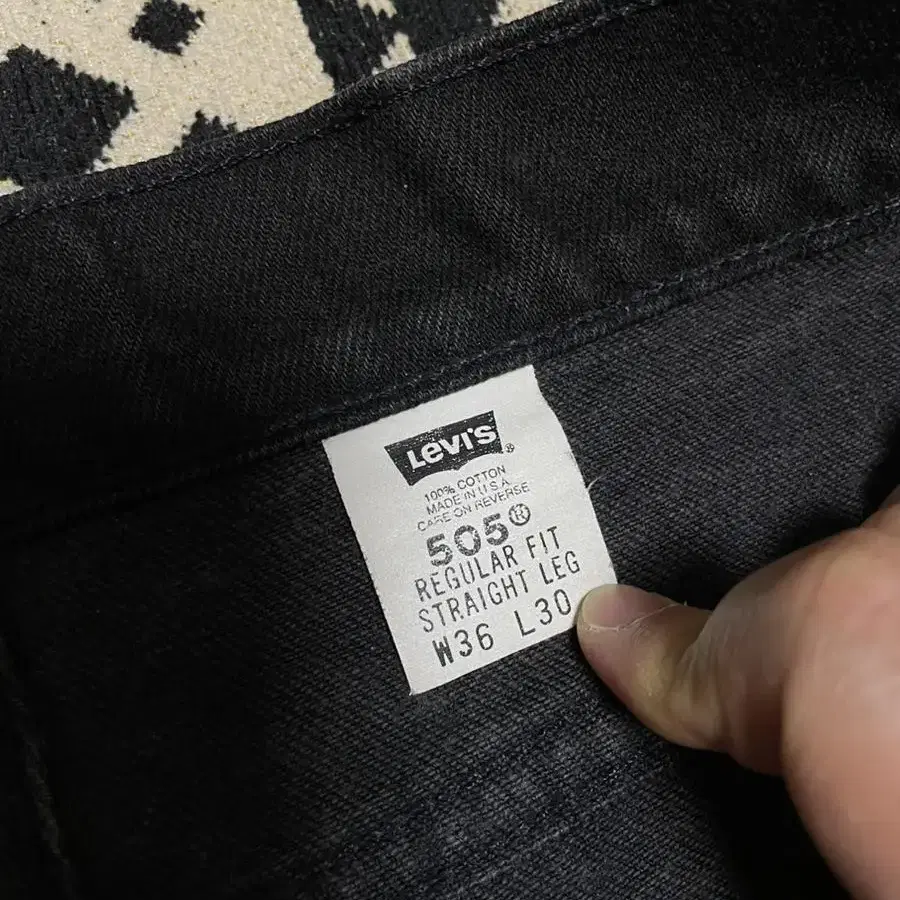 LEVI'S®
100% COTTON
MADE IN U.S.A.
CARE ON REVERSE
505®
REGULAR FIT
STRAIGHT LEG
W36 L30